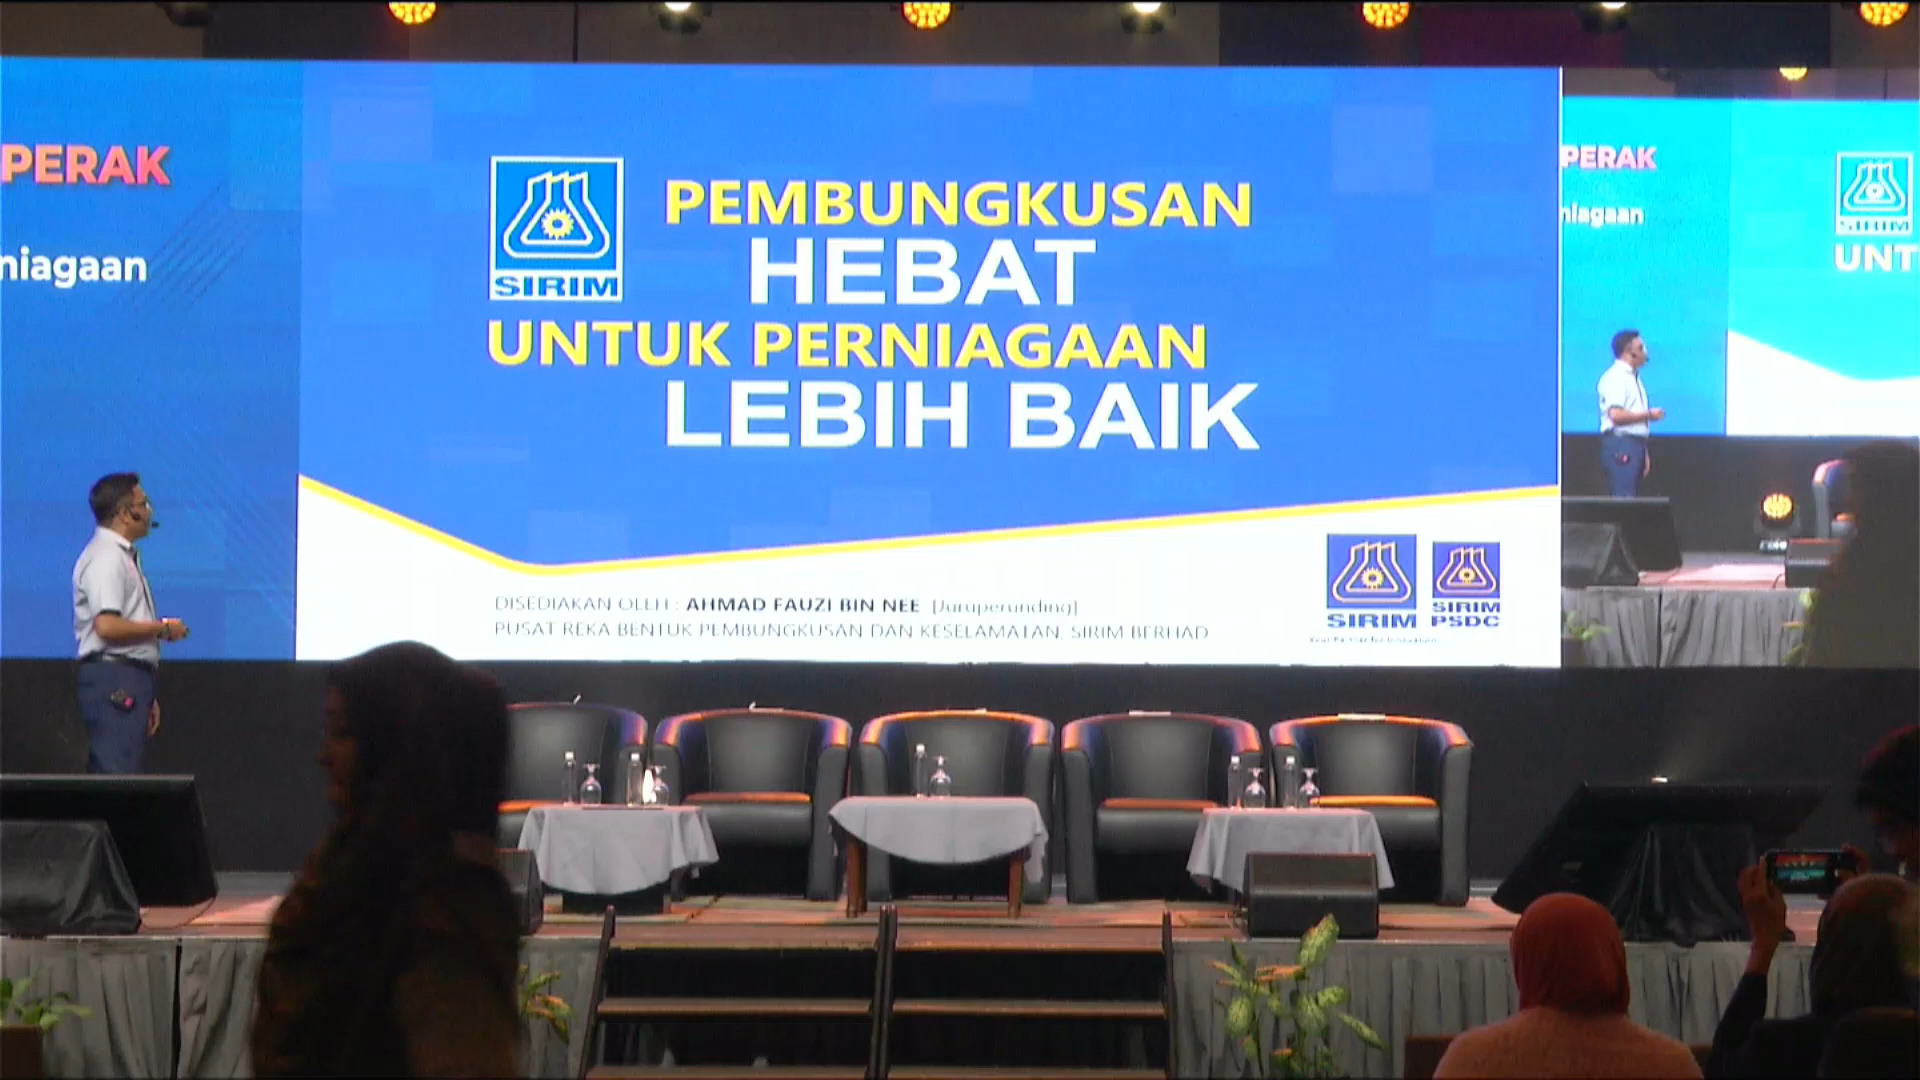 PERAK
niagaan
SIRIM
PEMBUNGKUSAN
HEBAT
UNTUK PERNIAGAAN
LEBIH BAIK
DISEDIAKAN OLEH : AHMAD FAUZI BIN NEE [Juruperunding]
PUSAT REKA BENTUK PEMBUNGKUSAN DAN KESELAMATAN, SIRIM BERHAD
SIRIM
SIRIM
PSDC
PERAK
niagaan
SIRIM
UNT